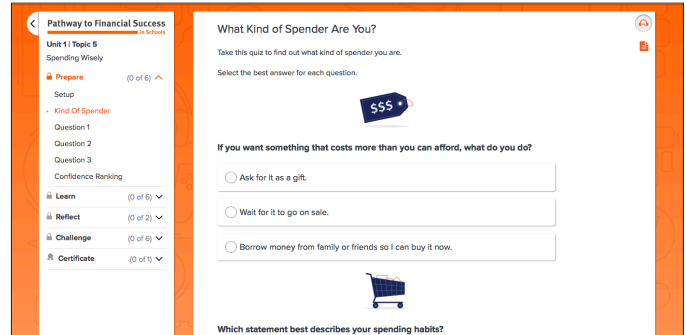 Pathway to Financial Success
in Schools
Unit 1 | Topic 5
Spending Wisely
Prepare (0 of 6)
Setup
Kind Of Spender
Question 1
Question 2
Question 3
Confidence Ranking
Learn (0 of 6)
Reflect (0 of 2)
Challenge (0 of 6)
Certificate (0 of 1)
What Kind of Spender Are You?
Take this quiz to find out what kind of spender you are.
Select the best answer for each question.
$$$
If you want something that costs more than you can afford, what do you do?
Ask for it as a gift.
Wait for it to go on sale.
Borrow money from family or friends so I can buy it now.
Which statement best describes your spending habits?